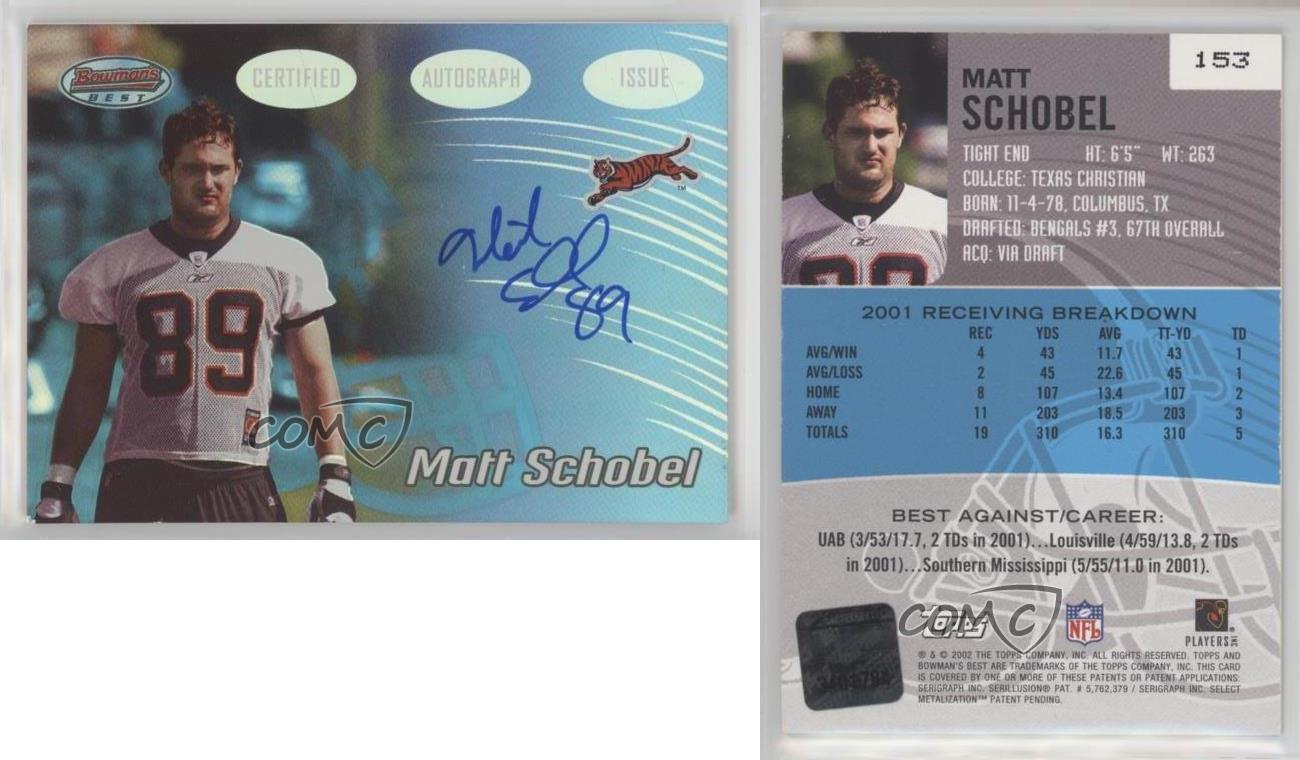 Bowman's
BEST
CERTIFIED AUTOGRAPH ISSUE
TM
Matt Schobel 89
89
COMC
Matt Schobel
153
MATT
SCHOBEL
TIGHT END HT: 6'5" WT: 263
COLLEGE: TEXAS CHRISTIAN
BORN: 11-4-78, COLUMBUS, TX
DRAFTED: BENGALS #3, 67TH OVERALL
ACQ: VIA DRAFT
2001 RECEIVING BREAKDOWN
REC YDS AVG TT-YD TD
AVG/WIN 4 43 11.7 43 1
AVG/LOSS 2 45 22.6 45 1
HOME 8 107 13.4 107 2
AWAY 11 203 18.5 203 3
TOTALS 19 310 16.3 310 5
BEST AGAINST/CAREER:
UAB (3/53/17.7, 2 TDs in 2001)...Louisville (4/59/13.8, 2 TDs
in 2001)...Southern Mississippi (5/55/11.0 in 2001).
topps COMC NFL
PLAYERS INC
® & © 2002 THE TOPPS COMPANY, INC. ALL RIGHTS RESERVED. TOPPS AND
BOWMAN'S BEST ARE TRADEMARKS OF THE TOPPS COMPANY, INC. THIS CARD
IS COVERED BY ONE OR MORE OF THESE PATENTS OR PATENT APPLICATIONS:
SERIGRAPH INC. SERILLUSION® PAT. # 5,762,379 / SERIGRAPH INC. SELECT
METALIZATION™ PATENT PENDING.